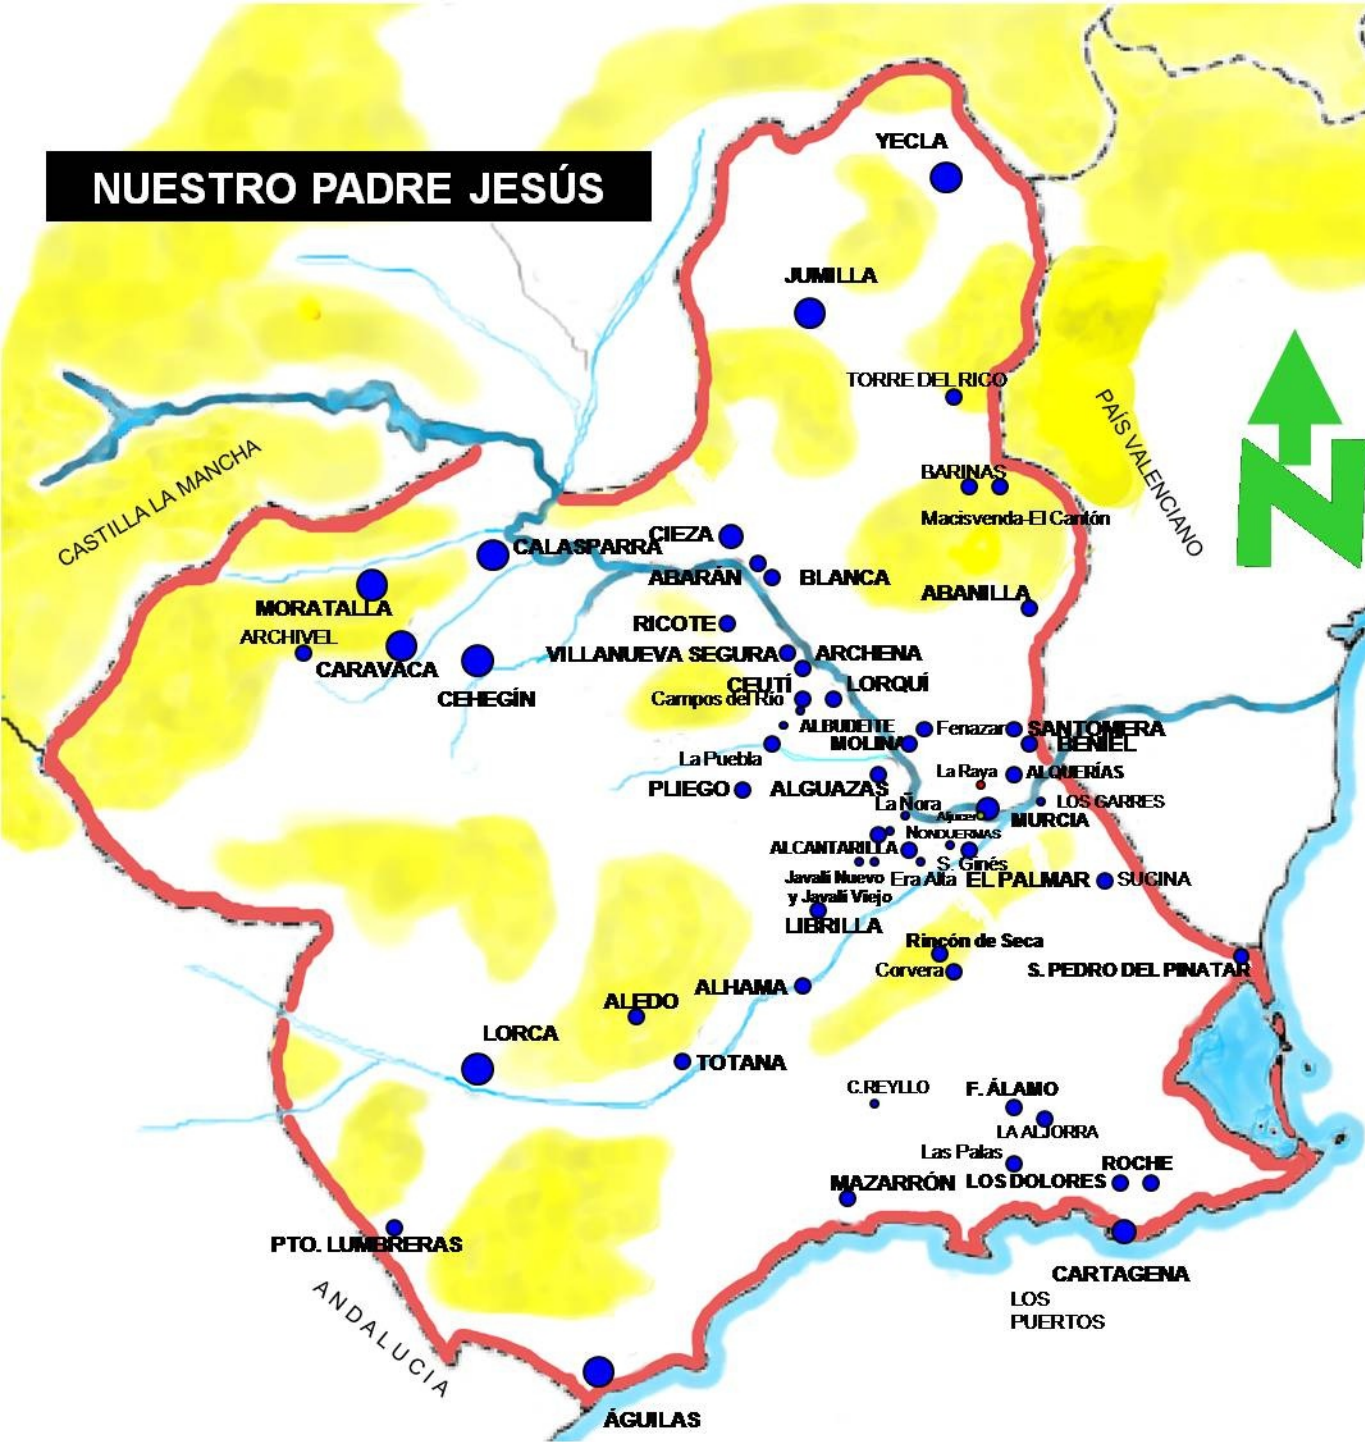 YECLA
NUESTRO PADRE JESÚS
JUMILLA
TORRE DEL RICO
PAÍS VALENCIANO
CASTILLA LA MANCHA
BARINAS
Macisvenda-El Cantón
CIEZA
CALASPARRA
ABARÁN
BLANCA
ABANILLA
MORATALLA
RICOTE
ARCHIVEL
VILLANUEVA SEGURA
ARCHENA
CARAVACA
CEHEGÍN
CEUTÍ
LORQUÍ
Campos del Río
ALBUDEITE
Fenazar
SANTOMERA
MOLINA
BENIEL
La Puebla
La Raya
ALQUERÍAS
PLIEGO
ALGUAZAS
La Ñora
LOS GARRES
Aljucer
MURCIA
NONDUERMAS
ALCANTARILLA
S. Ginés
Javalí Nuevo
y Javalí Viejo
Era Alta
EL PALMAR
SUCINA
LIBRILLA
Rincón de Seca
Corvera
S. PEDRO DEL PINATAR
ALHAMA
ALEDO
LORCA
TOTANA
C.REYLLO
F. ÁLAMO
LA ALJORRA
Las Palas
ROCHE
MAZARRÓN
LOS DOLORES
PTO. LUMBRERAS
CARTAGENA
LOS
PUERTOS
ANDALUCIA
ÁGUILAS